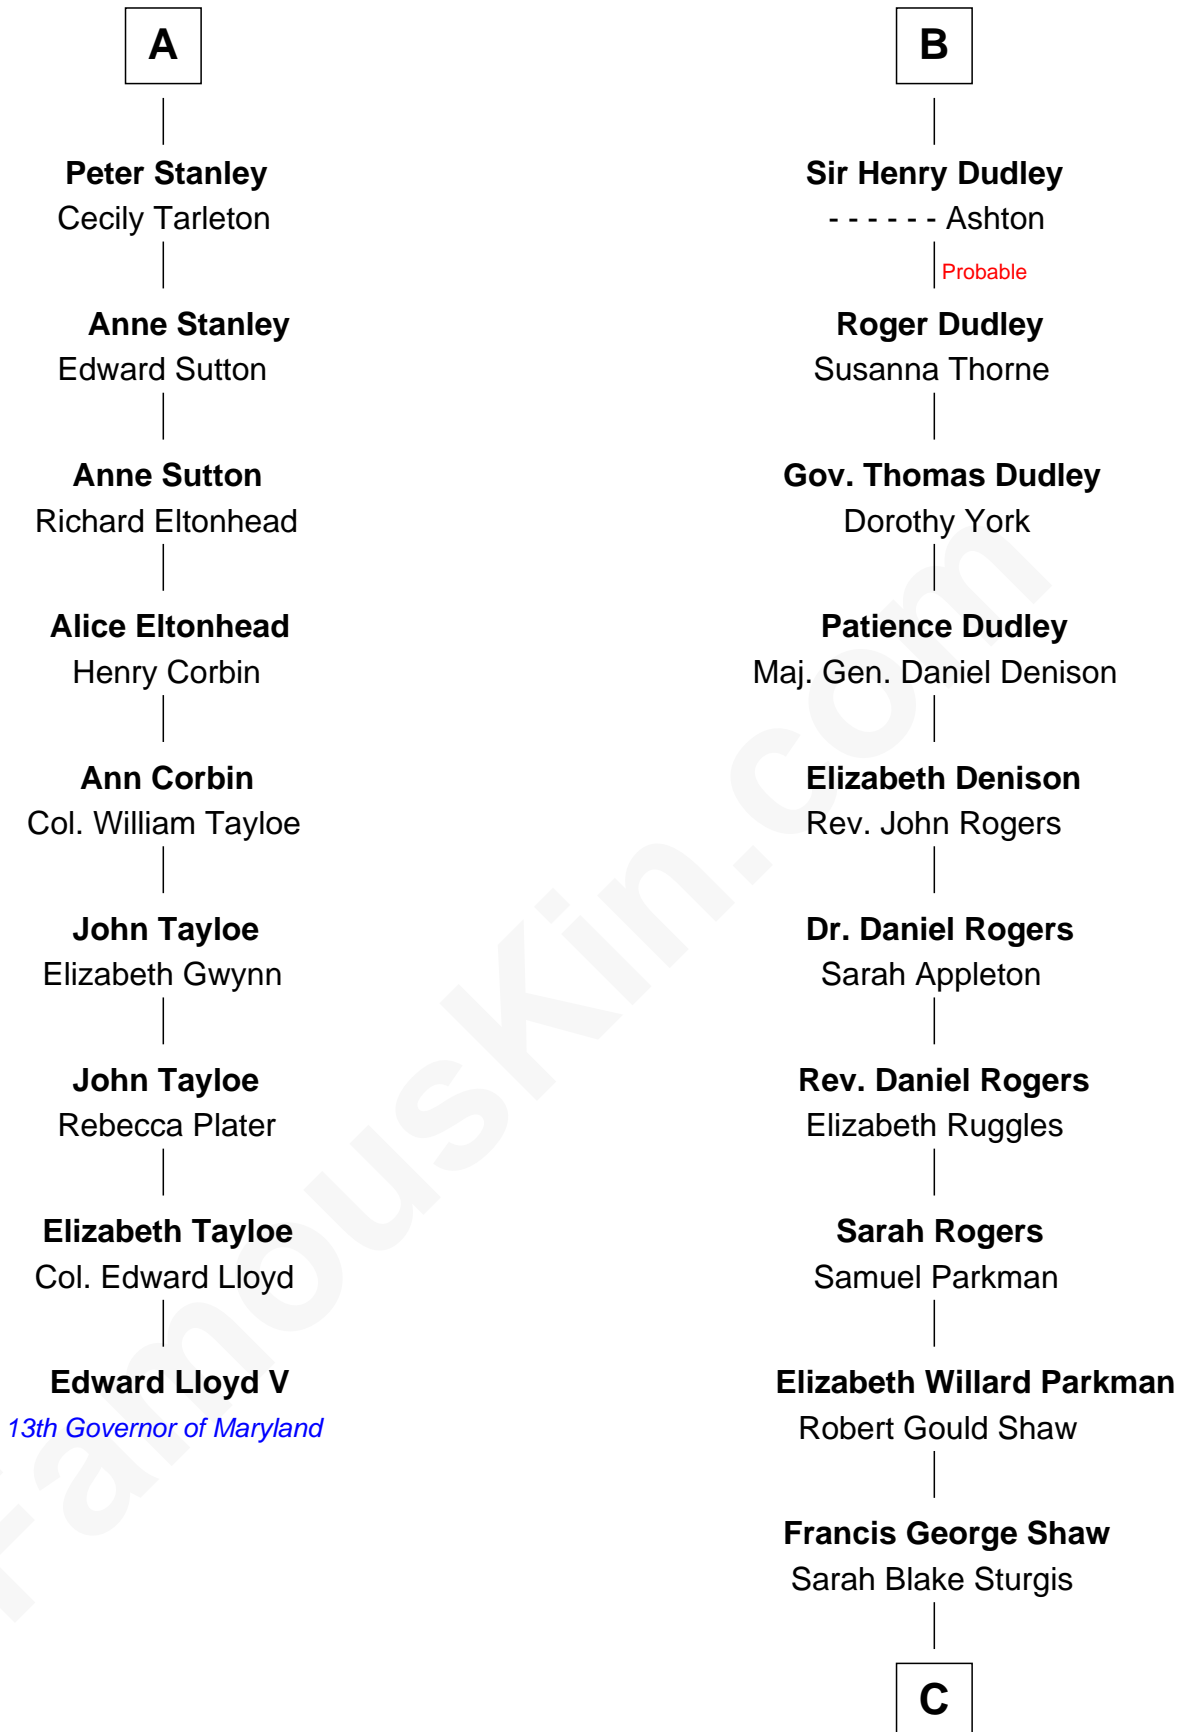 A
Peter Stanley
Cecily Tarleton
Anne Stanley
Edward Sutton
Anne Sutton
Richard Eltonhead
Alice Eltonhead
Henry Corbin
Ann Corbin
Col. William Tayloe
John Tayloe
Elizabeth Gwynn
John Tayloe
Rebecca Plater
Elizabeth Tayloe
Col. Edward Lloyd
Edward Lloyd V
13th Governor of Maryland
B
Sir Henry Dudley
- - - - - - Ashton
Probable
Roger Dudley
Susanna Thorne
Gov. Thomas Dudley
Dorothy York
Patience Dudley
Maj. Gen. Daniel Denison
Elizabeth Denison
Rev. John Rogers
Dr. Daniel Rogers
Sarah Appleton
Rev. Daniel Rogers
Elizabeth Ruggles
Sarah Rogers
Samuel Parkman
Elizabeth Willard Parkman
Robert Gould Shaw
Francis George Shaw
Sarah Blake Sturgis
C
FamousKin.com